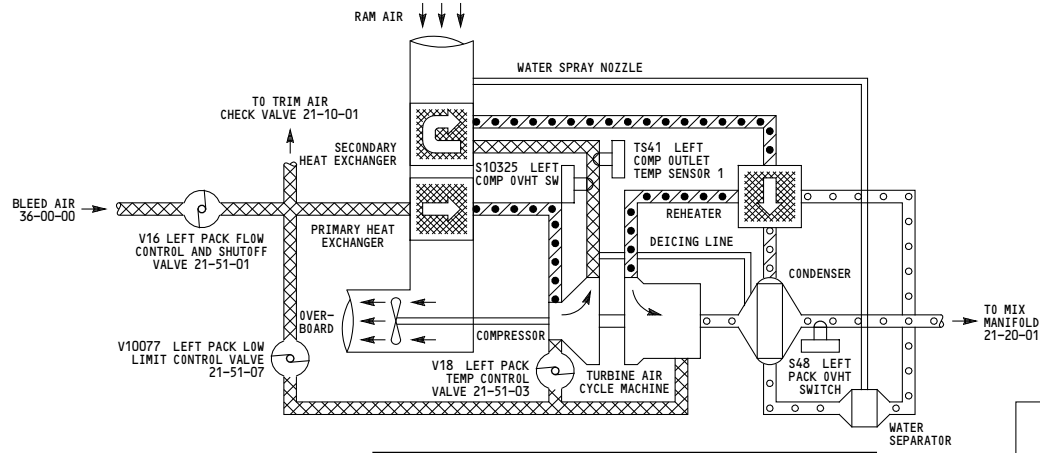 RAM AIR
WATER SPRAY NOZZLE
TO TRIM AIR
CHECK VALVE 21-10-01
SECONDARY
HEAT EXCHANGER
S10325 LEFT
COMP OVHT SW
TS41 LEFT
COMP OUTLET
TEMP SENSOR 1
BLEED AIR
36-00-00
V16 LEFT PACK FLOW
CONTROL AND SHUTOFF
VALVE 21-51-01
PRIMARY HEAT
EXCHANGER
REHEATER
DEICING LINE
CONDENSER
OVER-
BOARD
COMPRESSOR
TO MIX
MANIFOLD
21-20-01
V10077 LEFT PACK LOW
LIMIT CONTROL VALVE
21-51-07
V18 LEFT PACK
TEMP CONTROL
VALVE 21-51-03
TURBINE AIR
CYCLE MACHINE
S48 LEFT
PACK OVHT
SWITCH
WATER
SEPARATOR